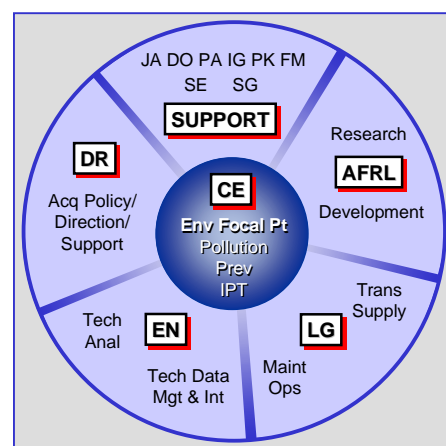 JA DO PA IG PK FM
SE SG
SUPPORT
DR
Acq Policy/
Direction/
Support
Research
AFRL
Development
CE
Env Focal Pt
Pollution
Prev
IPT
Tech
Anal
EN
Tech Data
Mgt & Int
Trans
Supply
LG
Maint
Ops